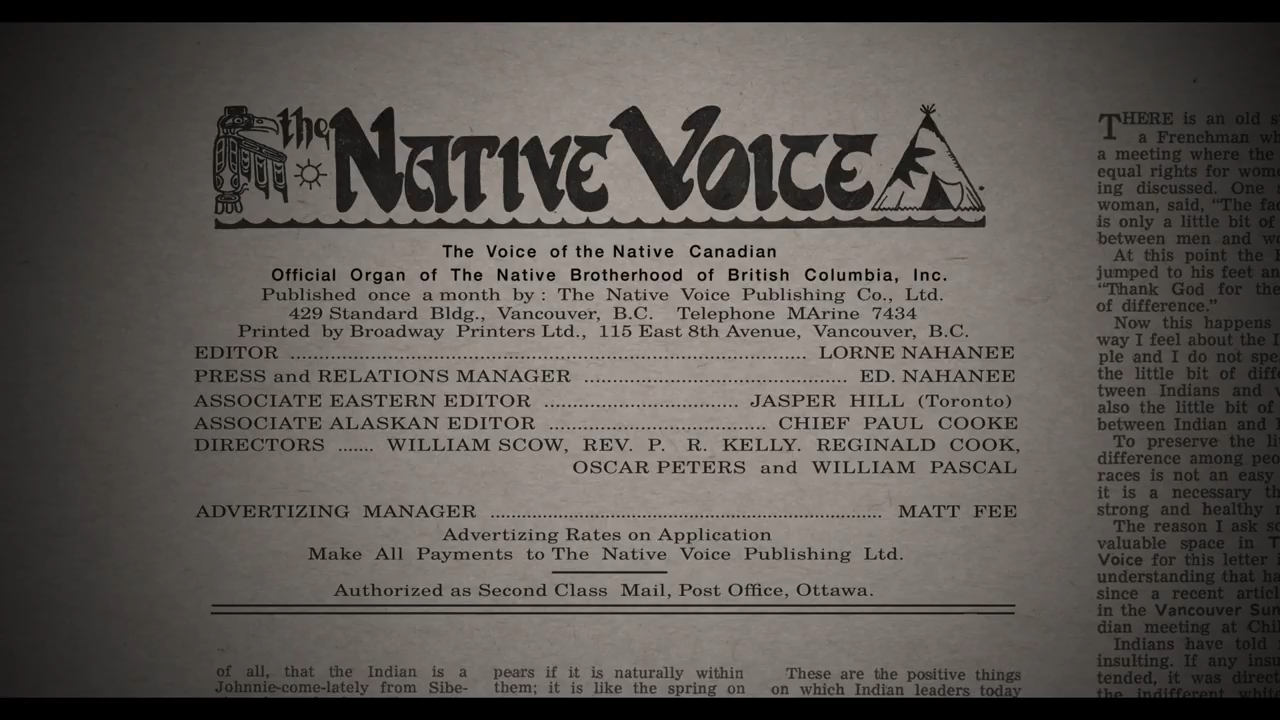 the NATIVE VOICE
The Voice of the Native Canadian
Official Organ of The Native Brotherhood of British Columbia, Inc.
Published once a month by : The Native Voice Publishing Co., Ltd.
429 Standard Bldg., Vancouver, B.C. Telephone MArine 7434
Printed by Broadway Printers Ltd., 115 East 8th Avenue, Vancouver, B.C.
EDITOR ........ LORNE NAHANEE
PRESS and RELATIONS MANAGER ........ ED. NAHANEE
ASSOCIATE EASTERN EDITOR ........ JASPER HILL (Toronto)
ASSOCIATE ALASKAN EDITOR ........ CHIEF PAUL COOKE
DIRECTORS ....... WILLIAM SCOW, REV. P. R. KELLY. REGINALD COOK,
OSCAR PETERS and WILLIAM PASCAL
ADVERTIZING MANAGER ........ MATT FEE
Advertizing Rates on Application
Make All Payments to The Native Voice Publishing Ltd.
Authorized as Second Class Mail, Post Office, Ottawa.
of all, that the Indian is a
Johnnie-come-lately from Sibe-
pears if it is naturally within
them; it is like the spring on
These are the positive things
on which Indian leaders today
THERE is an old
a Frenchman
a meeting where the
equal rights for
ing discussed. One
woman, said, "The
is only a little bit of
between men and
At this point the
jumped to his feet
"Thank God for the
of difference."
Now this happens
way I feel about the
ple and I do not
the little bit of
tween Indians and
also the little bit of
between Indian and
To preserve the
difference among
races is not an easy
it is a necessary
strong and healthy
The reason I ask
valuable space in
Voice for this letter
understanding that
since a recent
in the Vancouver Sun
dian meeting at
Indians have told
insulting. If any
tended, it was
the indifferent